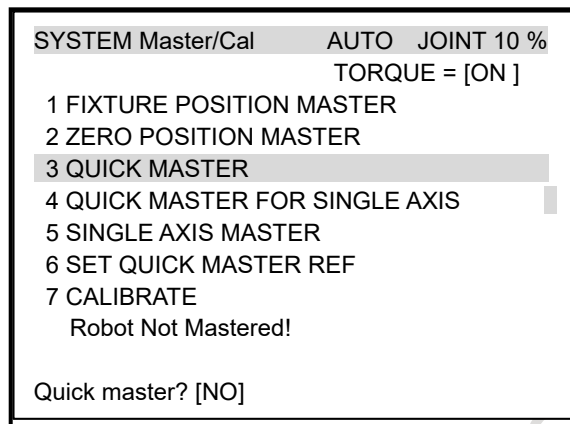 SYSTEM Master/Cal AUTO JOINT 10 %
TORQUE = [ON ]
1 FIXTURE POSITION MASTER
2 ZERO POSITION MASTER
3 QUICK MASTER
4 QUICK MASTER FOR SINGLE AXIS
5 SINGLE AXIS MASTER
6 SET QUICK MASTER REF
7 CALIBRATE
Robot Not Mastered!
Quick master? [NO]